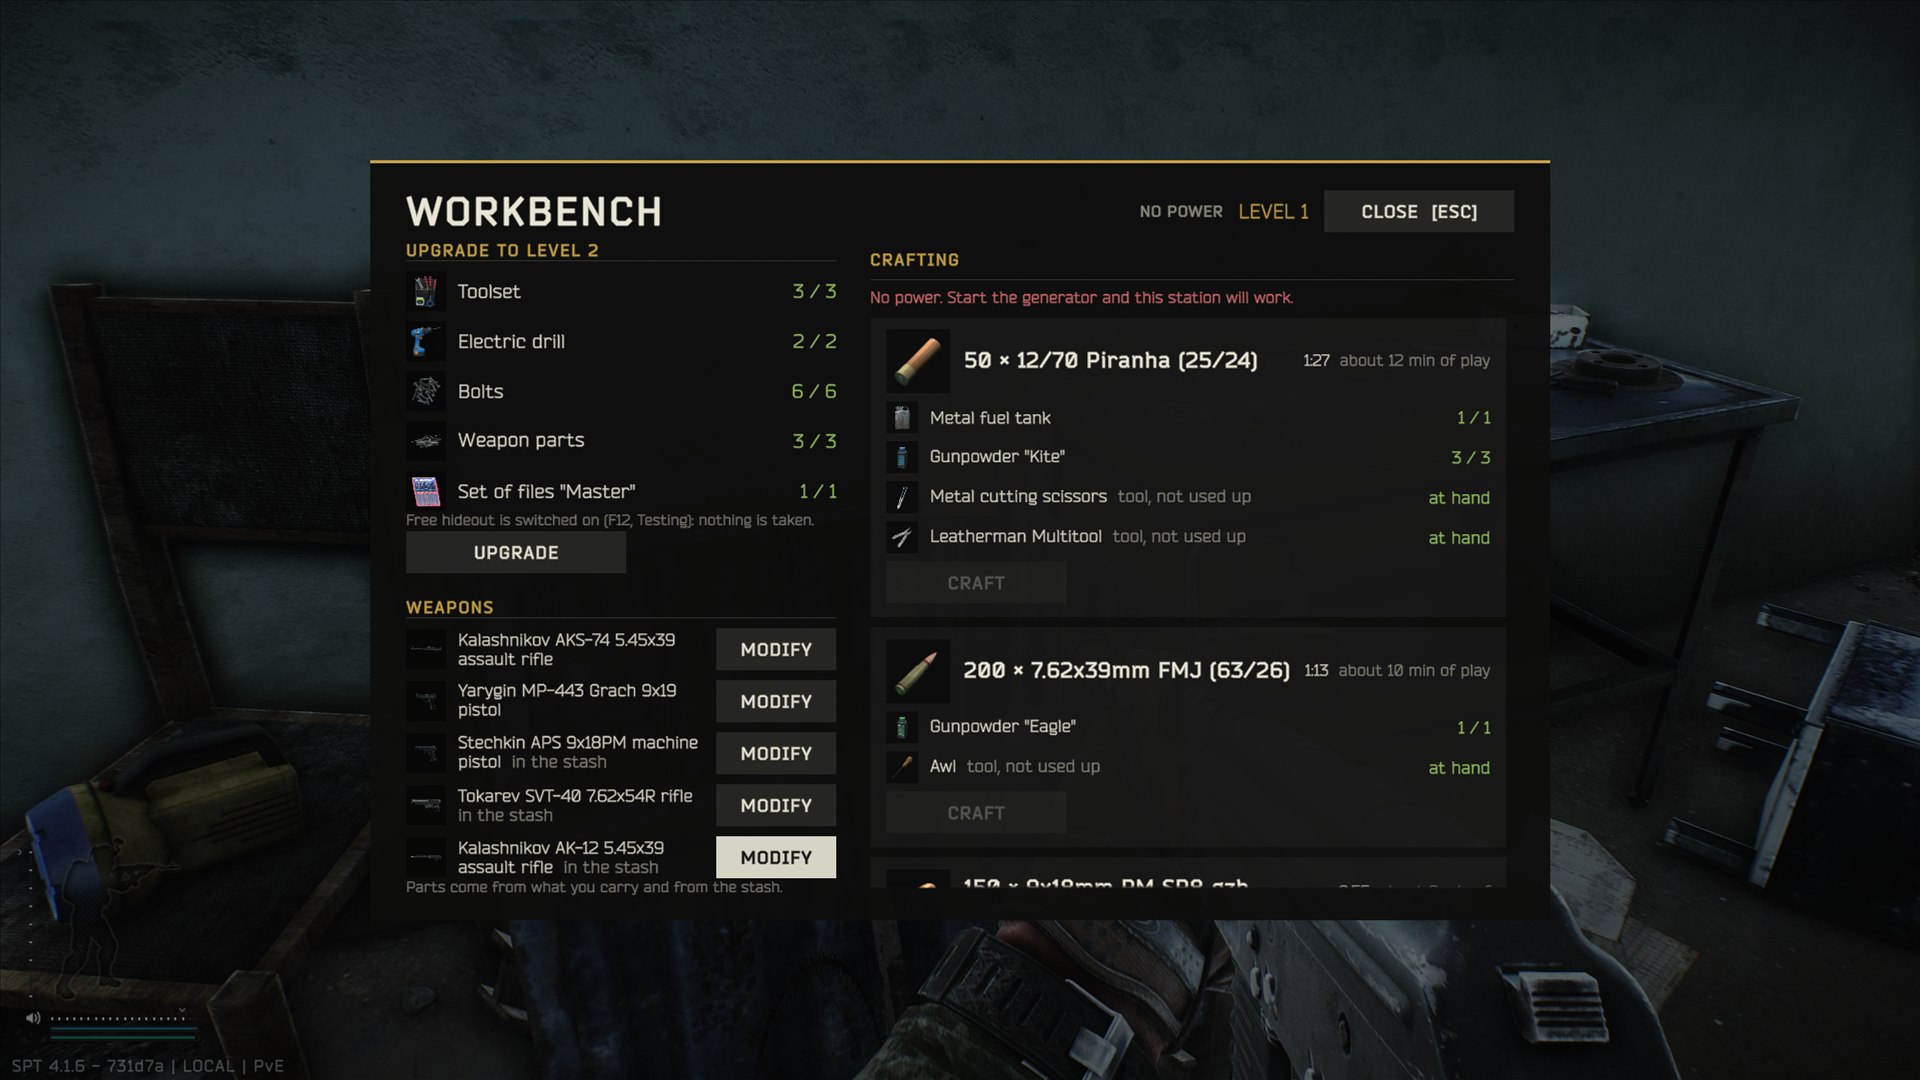 WORKBENCH
NO POWER LEVEL 1 CLOSE [ESC]
UPGRADE TO LEVEL 2
Toolset 3 / 3
Electric drill 2 / 2
Bolts 6 / 6
Weapon parts 3 / 3
Set of files "Master" 1 / 1
Free hideout is switched on (F12, Testing): nothing is taken.
UPGRADE
WEAPONS
Kalashnikov AKS-74 5.45x39
assault rifle
MODIFY
Yarygin MP-443 Grach 9x19
pistol
MODIFY
Stechkin APS 9x18PM machine
pistol in the stash
MODIFY
Tokarev SVT-40 7.62x54R rifle
in the stash
MODIFY
Kalashnikov AK-12 5.45x39
assault rifle in the stash
MODIFY
Parts come from what you carry and from the stash.
CRAFTING
No power. Start the generator and this station will work.
50 × 12/70 Piranha (25/24) 1:27 about 12 min of play
Metal fuel tank 1 / 1
Gunpowder "Kite" 3 / 3
Metal cutting scissors tool, not used up at hand
Leatherman Multitool tool, not used up at hand
CRAFT
200 × 7.62x39mm FMJ (63/26) 1:13 about 10 min of play
Gunpowder "Eagle" 1 / 1
Awl tool, not used up at hand
CRAFT
150 × 9x18mm PM SP8 gzh
SPT 4.1.6 - 731d7a | LOCAL | PvE